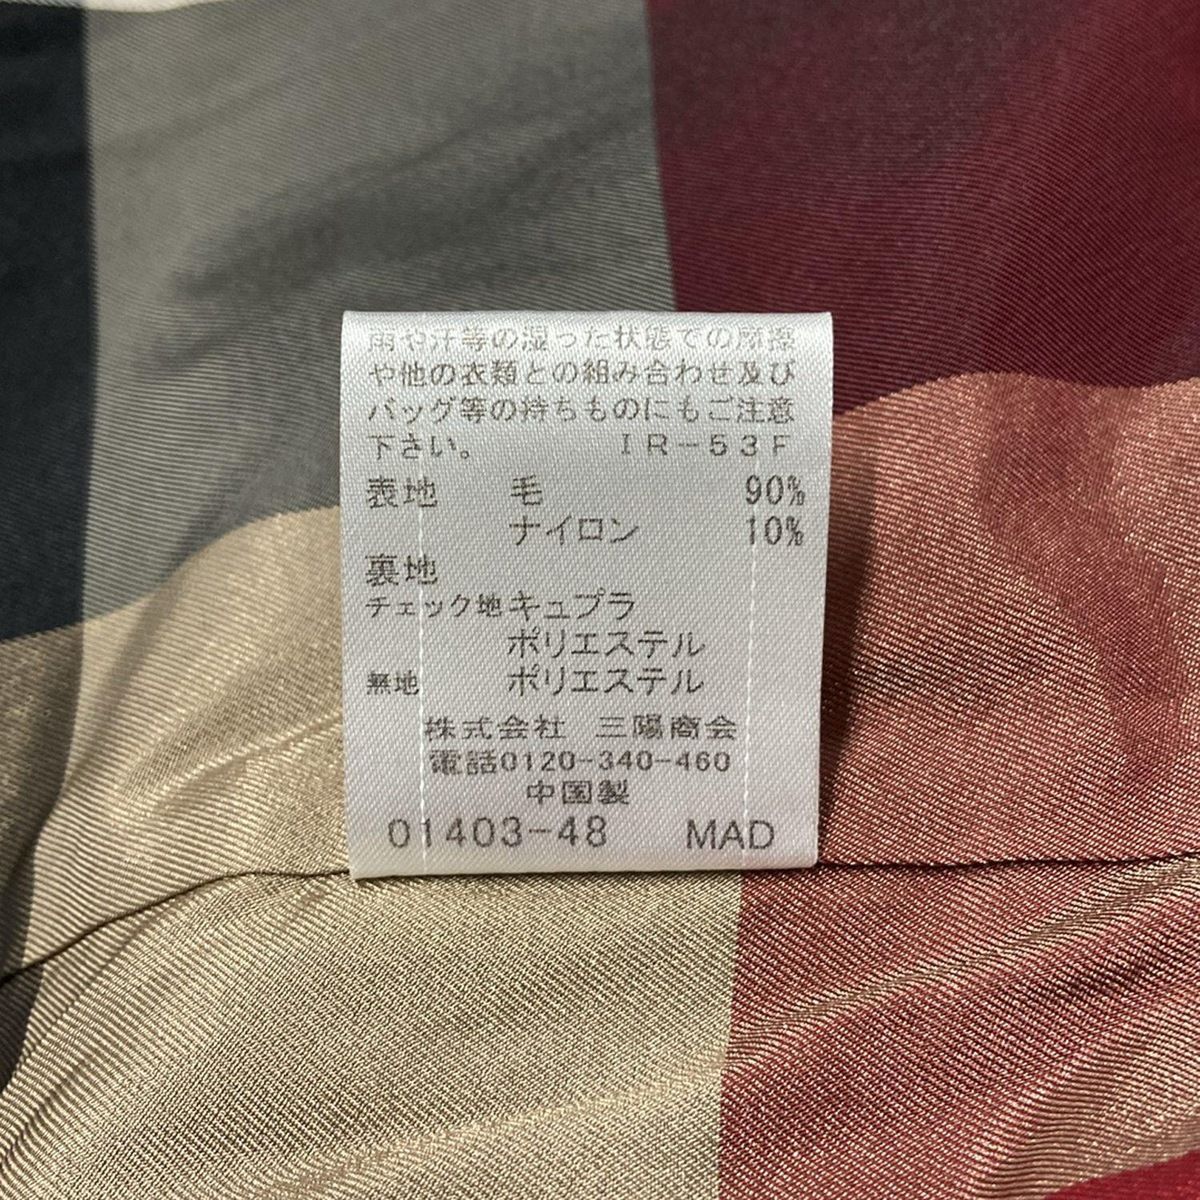 雨や汗等の湿った状態での摩擦
や他の衣類との組み合わせ及び
バッグ等の持ちものにもご注意
下さい。 IR-53F
表地 毛 90%
ナイロン 10%
裏地
チェック地 キュプラ
ポリエステル
無地 ポリエステル
株式会社 三陽商会
電話0120-340-460
中国製
01403-48 MAD